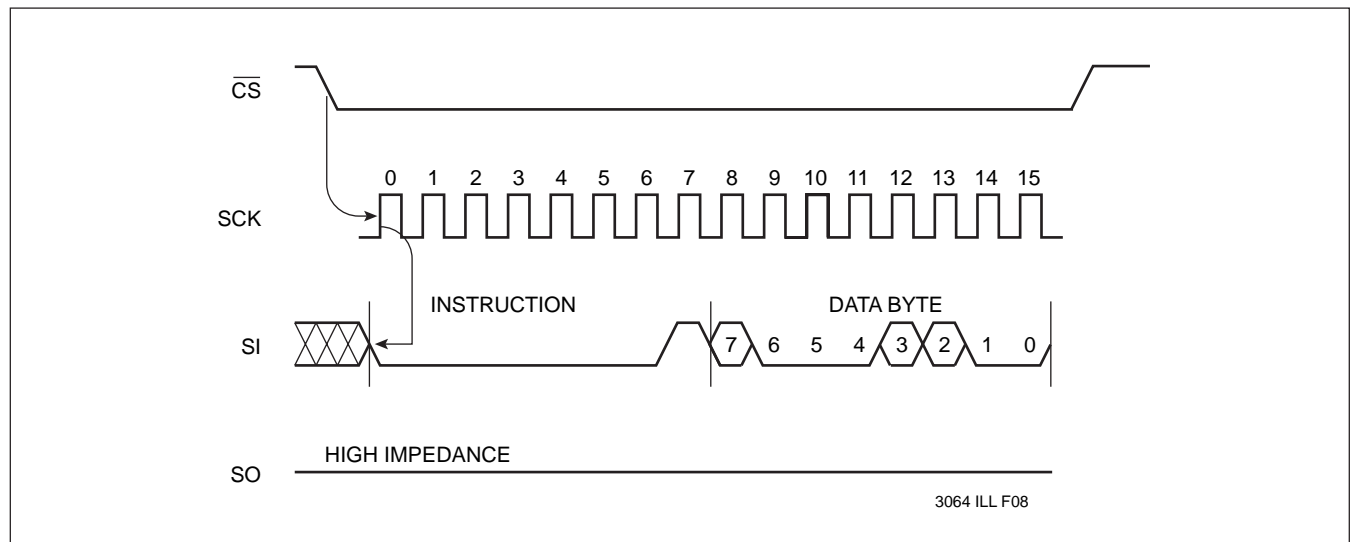 CS
0 1 2 3 4 5 6 7 8 9 10 11 12 13 14 15
SCK
INSTRUCTION DATA BYTE
SI 7 6 5 4 3 2 1 0
HIGH IMPEDANCE
SO
3064 ILL F08